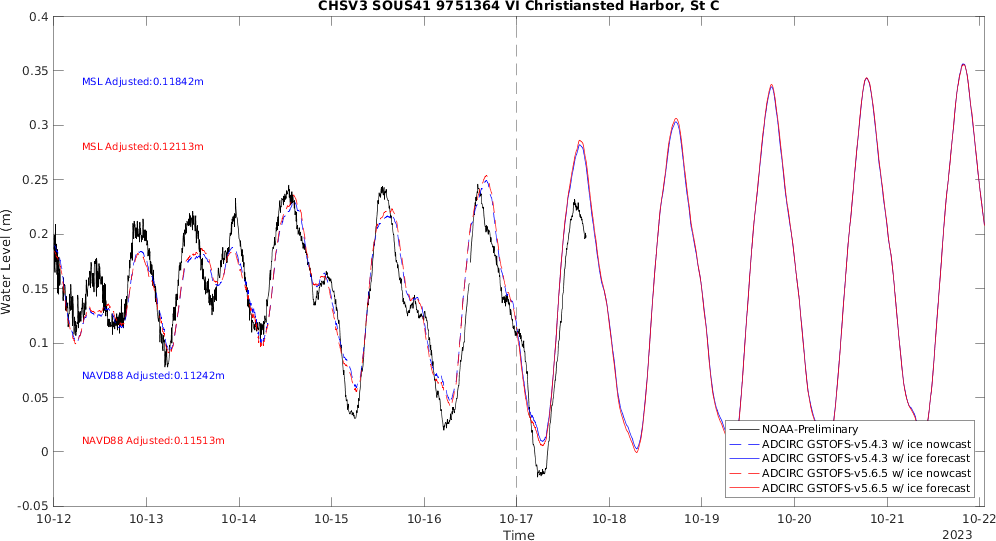 CHSV3 SOUS41 9751364 VI Christiansted Harbor, St C
0.4
0.35
0.3
0.25
0.2
0.15
0.1
0.05
0
-0.05
Water Level (m)
MSL Adjusted:0.11842m
MSL Adjusted:0.12113m
NAVD88 Adjusted:0.11242m
NAVD88 Adjusted:0.11513m
NOAA-Preliminary
ADCIRC GSTOFS-v5.4.3 w/ ice nowcast
ADCIRC GSTOFS-v5.4.3 w/ ice forecast
ADCIRC GSTOFS-v5.6.5 w/ ice nowcast
ADCIRC GSTOFS-v5.6.5 w/ ice forecast
10-12 10-13 10-14 10-15 10-16 10-17 10-18 10-19 10-20 10-21 10-22
Time
2023